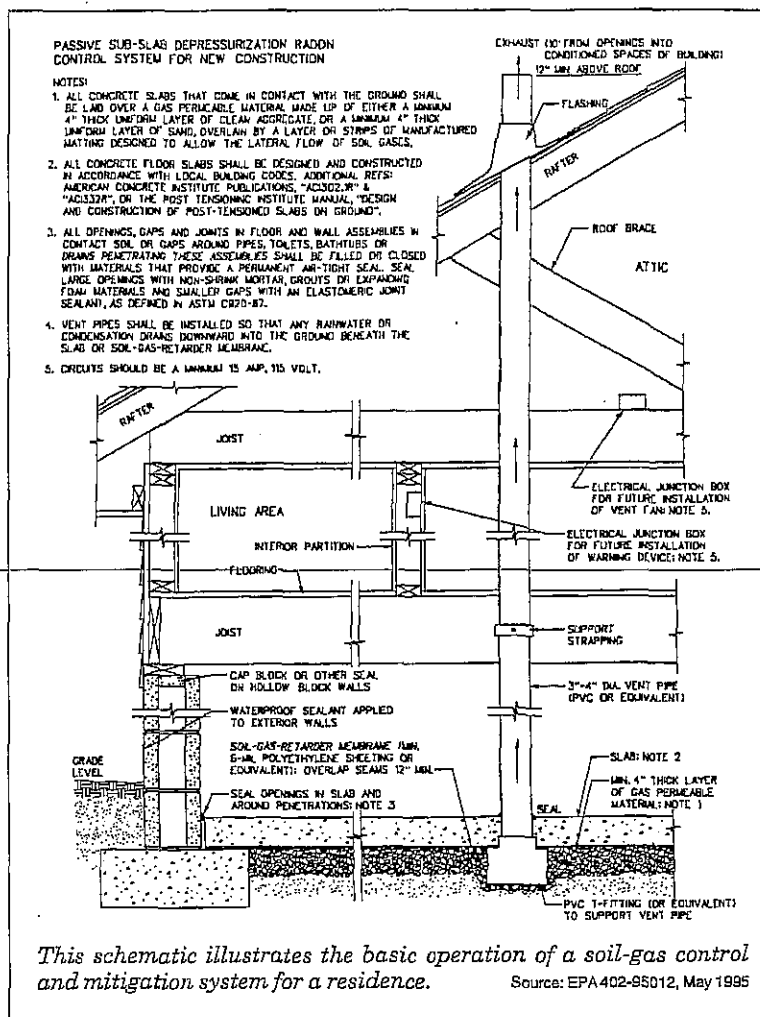 PASSIVE SUB-SLAB DEPRESSURIZATION RADON
CONTROL SYSTEM FOR NEW CONSTRUCTION
NOTES:
1. ALL CONCRETE SLABS THAT COME IN CONTACT WITH THE GROUND SHALL
BE LAID OVER A GAS PERMEABLE MATERIAL MADE UP OF EITHER A MINIMUM
4" THICK UNIFORM LAYER OF CLEAN AGGREGATE, OR A MINIMUM 4" THICK
UNIFORM LAYER OF SAND, OVERLAIN BY A LAYER OR STRIPS OF MANUFACTURED
MATTING DESIGNED TO ALLOW THE LATERAL FLOW OF SOIL GASES.
2. ALL CONCRETE FLOOR SLABS SHALL BE DESIGNED AND CONSTRUCTED
IN ACCORDANCE WITH LOCAL BUILDING CODES. ADDITIONAL REFS:
AMERICAN CONCRETE INSTITUTE PUBLICATIONS, "ACI302.1R" &
"ACI332R", OR THE POST TENSIONING INSTITUTE MANUAL, "DESIGN
AND CONSTRUCTION OF POST-TENSIONED SLABS ON GROUND".
3. ALL OPENINGS, GAPS AND JOINTS IN FLOOR AND WALL ASSEMBLIES IN
CONTACT SOIL OR GAPS AROUND PIPES, TOILETS, BATHTUBS OR
DRAINS PENETRATING THESE ASSEMBLIES SHALL BE FILLED OR CLOSED
WITH MATERIALS THAT PROVIDE A PERMANENT AIR-TIGHT SEAL. SEAL
LARGE OPENINGS WITH NON-SHRINK MORTAR, GROUTS OR EXPANDING
FOAM MATERIALS AND SMALLER GAPS WITH AN ELASTOMERIC JOINT
SEALANT, AS DEFINED IN ASTM C920-87.
4. VENT PIPES SHALL BE INSTALLED SO THAT ANY RAINWATER OR
CONDENSATION DRAINS DOWNWARD INTO THE GROUND BENEATH THE
SLAB OR SOIL-GAS-RETARDER MEMBRANE.
5. CIRCUITS SHOULD BE A MINIMUM 15 AMP, 115 VOLT.
EXHAUST (10' FROM OPENINGS INTO
CONDITIONED SPACES OF BUILDING)
12" MIN. ABOVE ROOF
FLASHING
RAFTER
ROOF BRACE
ATTIC
RAFTER
JOIST
ELECTRICAL JUNCTION BOX
FOR FUTURE INSTALLATION
OF VENT FAN: NOTE 5.
LIVING AREA
ELECTRICAL JUNCTION BOX
FOR FUTURE INSTALLATION
OF WARNING DEVICE: NOTE 5.
INTERIOR PARTITION
FLOORING
JOIST
SUPPORT
STRAPPING
CAP BLOCK OR OTHER SEAL
ON HOLLOW BLOCK WALLS
3"-4" DIA. VENT PIPE
(PVC OR EQUIVALENT)
WATERPROOF SEALANT APPLIED
TO EXTERIOR WALLS
SOIL-GAS-RETARDER MEMBRANE (MIN.
6-MIL POLYETHYLENE SHEETING OR
EQUIVALENT): OVERLAP SEAMS 12" MIN.
GRADE
LEVEL
SLAB: NOTE 2
MIN. 4" THICK LAYER
OF GAS PERMEABLE
MATERIAL: NOTE 1
SEAL OPENINGS IN SLAB AND
AROUND PENETRATIONS: NOTE 3
SEAL
PVC T-FITTING (OR EQUIVALENT)
TO SUPPORT VENT PIPE
This schematic illustrates the basic operation of a soil-gas control
and mitigation system for a residence.
Source: EPA 402-95012, May 1995